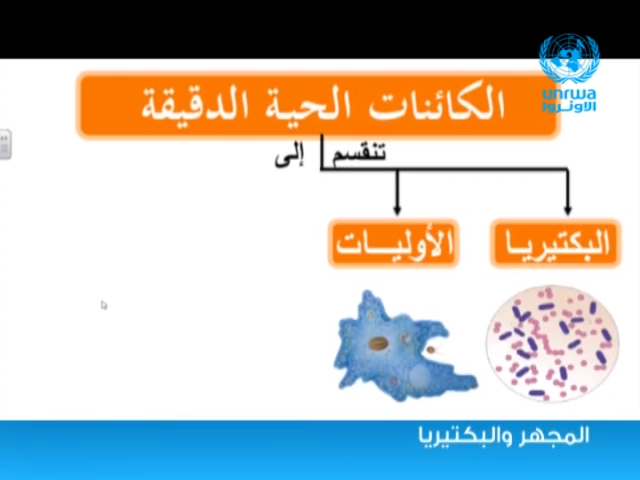 unrwa
الأونروا
الكائنات الحية الدقيقة
تنقسم إلى
البكتيريا
الأوليات
المجهر والبكتيريا